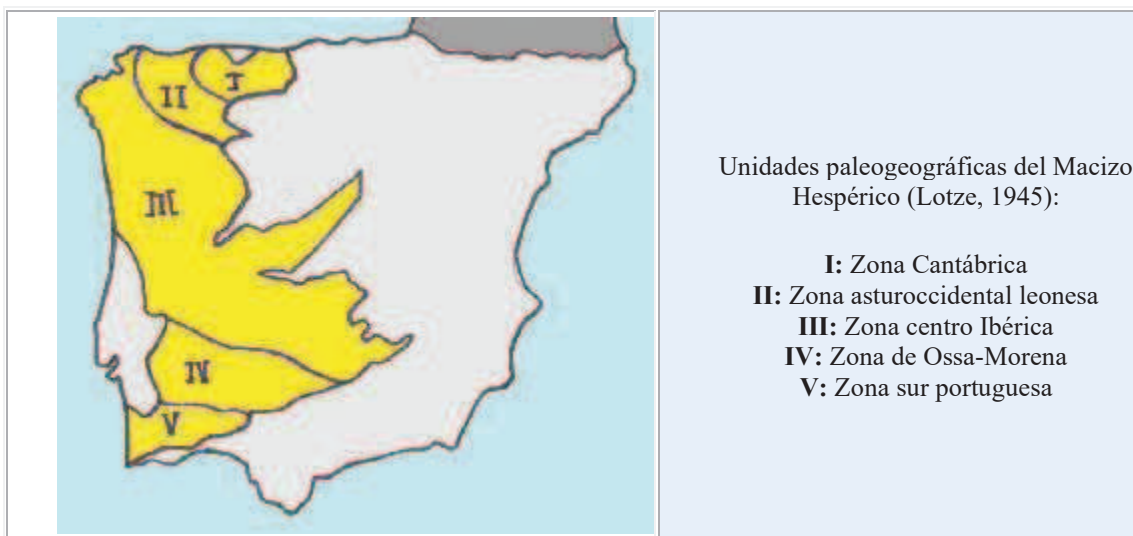 I
II
III
IV
V
Unidades paleogeográficas del Macizo
Hespérico (Lotze, 1945):
I: Zona Cantábrica
II: Zona asturoccidental leonesa
III: Zona centro Ibérica
IV: Zona de Ossa-Morena
V: Zona sur portuguesa